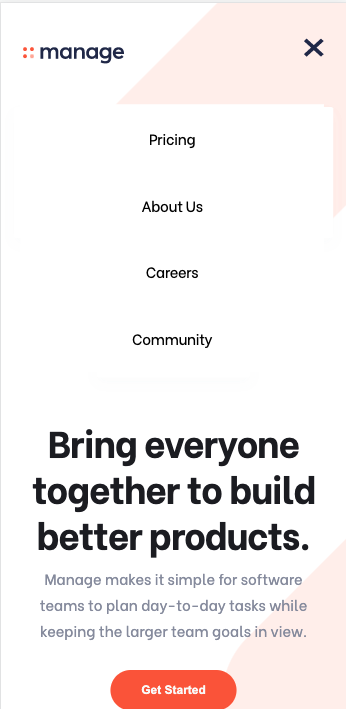 manage
Pricing
About Us
Careers
Community
Bring everyone
together to build
better products.
Manage makes it simple for software
teams to plan day-to-day tasks while
keeping the larger team goals in view.
Get Started